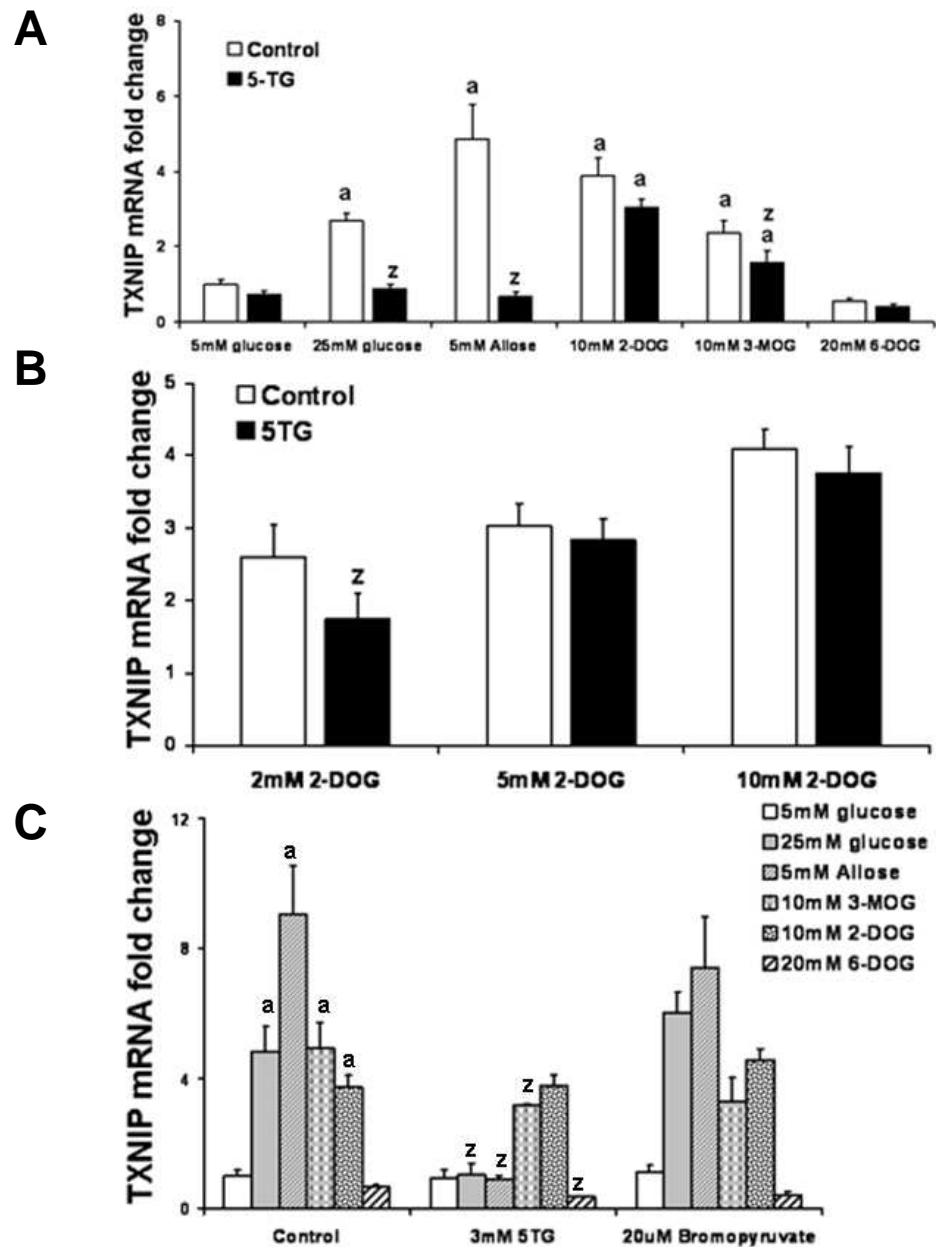 A
TXNIP mRNA fold change
8
6
4
2
0
Control
5-TG
a
z
a
z
a
a
a
z
a
5mM glucose
25mM glucose
5mM Allose
10mM 2-DOG
10mM 3-MOG
20mM 6-DOG
B
TXNIP mRNA fold change
5
4
3
2
1
0
Control
5TG
z
2mM 2-DOG
5mM 2-DOG
10mM 2-DOG
C
TXNIP mRNA fold change
12
8
4
0
5mM glucose
25mM glucose
5mM Allose
10mM 3-MOG
10mM 2-DOG
20mM 6-DOG
a
a
a
a
z
z
z
z
Control
3mM 5TG
20uM Bromopyruvate